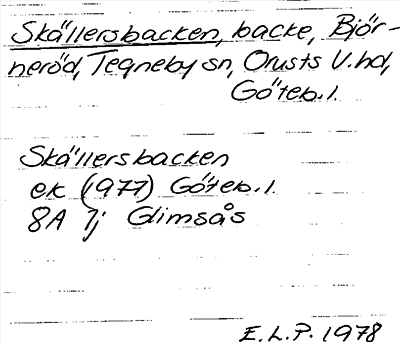 Skällersbacken, backe, Björ-
neröd, Tegneby sn, Orusts V. hd,
Göteb. l.
Skällersbacken
ek (1977) Göteb. l.
8A 7j Glimsås
E.L.P. 1978